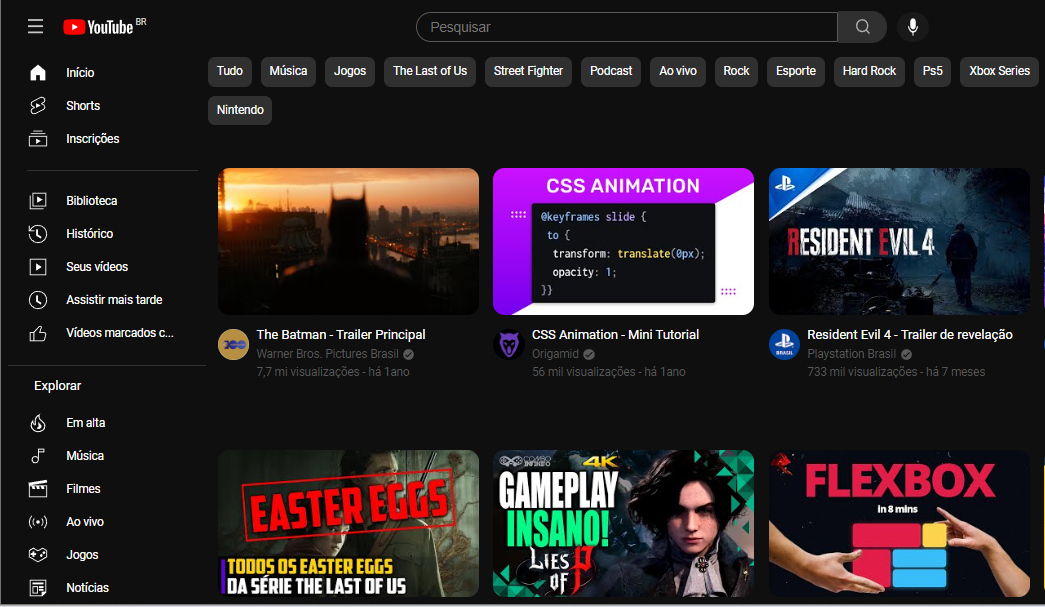 YouTube BR
Pesquisar
Início
Shorts
Inscrições
Biblioteca
Histórico
Seus vídeos
Assistir mais tarde
Vídeos marcados c...
Explorar
Em alta
Música
Filmes
Ao vivo
Jogos
Notícias
Tudo
Música
Jogos
The Last of Us
Street Fighter
Podcast
Ao vivo
Rock
Esporte
Hard Rock
Ps5
Xbox Series
Nintendo
The Batman - Trailer Principal
Warner Bros. Pictures Brasil
7,7 mi visualizações - há 1ano
CSS ANIMATION
@keyframes slide {
to {
transform: translate(0px);
opacity: 1;
}}
CSS Animation - Mini Tutorial
Origamid
56 mil visualizações - há 1ano
RESIDENT EVIL 4
BRASIL
Resident Evil 4 - Trailer de revelação
Playstation Brasil
733 mil visualizações - há 7 meses
EASTER EGGS
TODOS OS EASTER EGGS
DA SÉRIE THE LAST OF US
COMBO
INFINITO
4K
GAMEPLAY
INSANO!
LIES
OF P
FLEXBOX
in 8 mins